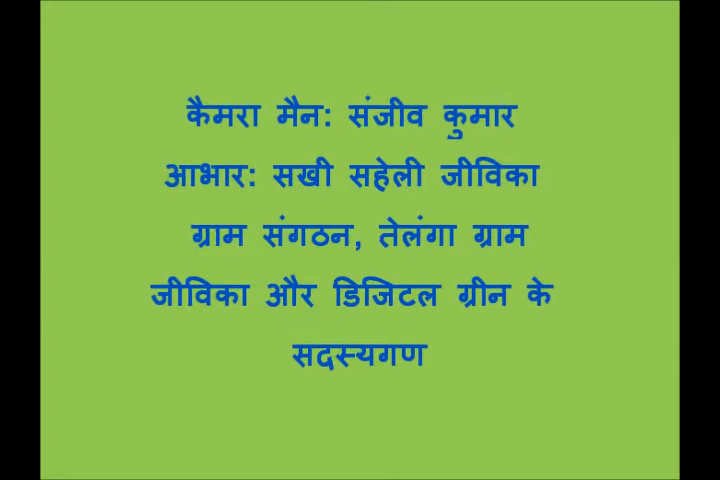 कैमरा मैन: संजीव कुमार
आभार: सखी सहेली जीविका
ग्राम संगठन, तेलंगा ग्राम
जीविका और डिजिटल ग्रीन के
सदस्यगण